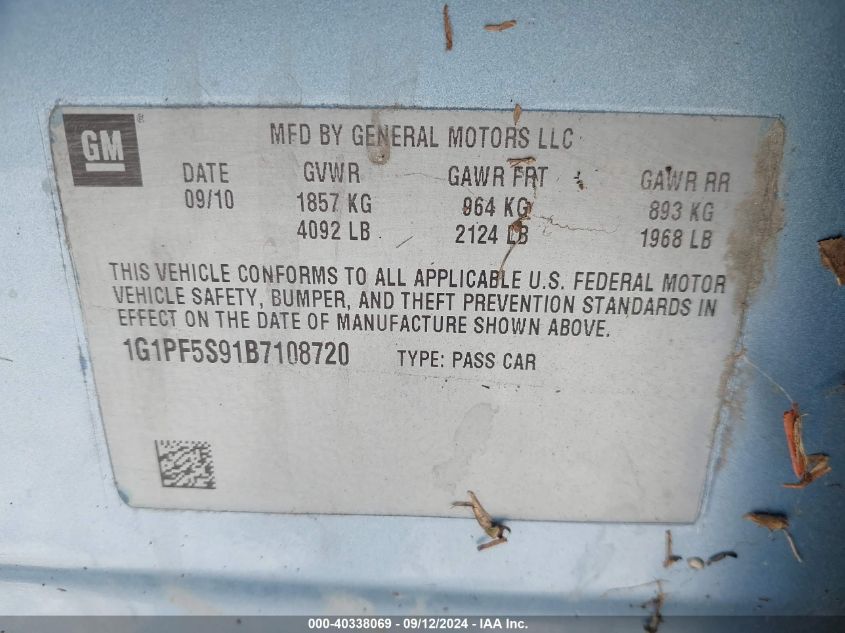 GM
MFD BY GENERAL MOTORS LLC
DATE GVWR GAWR FRT GAWR RR
09/10 1857 KG 964 KG 893 KG
4092 LB 2124 LB 1968 LB
THIS VEHICLE CONFORMS TO ALL APPLICABLE U.S. FEDERAL MOTOR
VEHICLE SAFETY, BUMPER, AND THEFT PREVENTION STANDARDS IN
EFFECT ON THE DATE OF MANUFACTURE SHOWN ABOVE.
1G1PF5S91B7108720 TYPE: PASS CAR
000-40338069 - 09/12/2024 - IAA Inc.